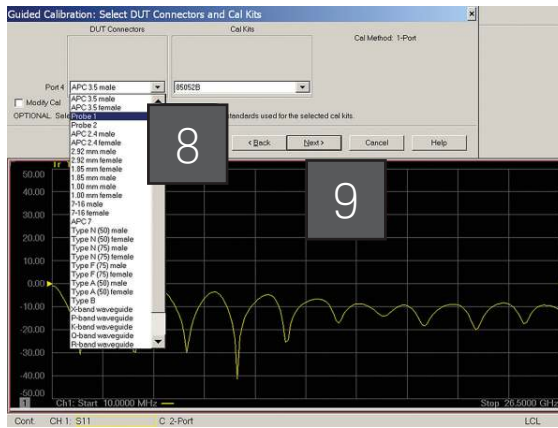 Guided Calibration: Select DUT Connectors and Cal Kits
DUT Connectors
Cal Kits
Cal Method: 1-Port
Port 4
APC 3.5 male
85052B
Modify Cal
APC 3.5 male
APC 3.5 female
OPTIONAL. Sele
Probe 1
tandards used for the selected cal kits.
Probe 2
APC 2.4 male
APC 2.4 female
2.92 mm male
2.92 mm female
1.85 mm female
1.85 mm male
1.00 mm male
1.00 mm female
7-16 male
7-16 female
APC 7
Type N (50) male
Type N (50) female
Type N (75) male
Type N (75) female
Type F (75) male
Type F (75) female
Type A (50) male
Type A (50) female
Type B
X-band waveguide
P-band waveguide
K-band waveguide
Q-band waveguide
R-band waveguide
8
< Back
Next >
Cancel
Help
9
50.00
40.00
30.00
20.00
10.00
0.00
-10.00
-20.00
-30.00
-40.00
-50.00
1
Ch1: Start 10.0000 MHz
Stop 26.5000 GHz
Cont.
CH 1:
S11
C 2-Port
LCL